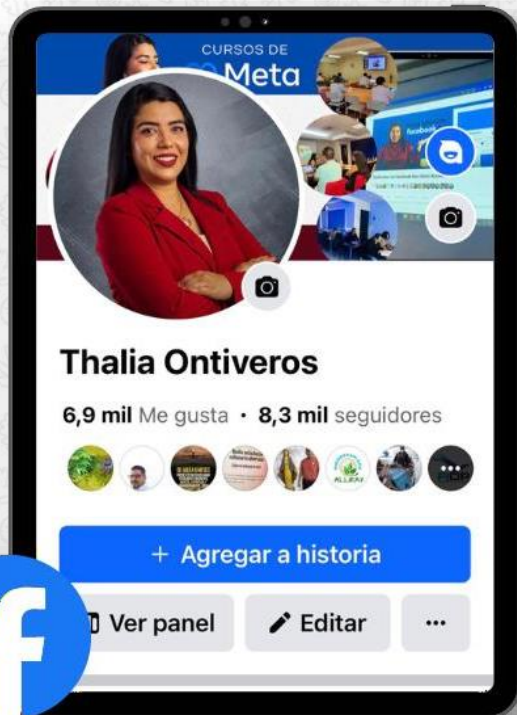 CURSOS DE
Meta
facebook
Thalia Ontiveros
6,9 mil Me gusta · 8,3 mil seguidores
+ Agregar a historia
Ver panel
Editar